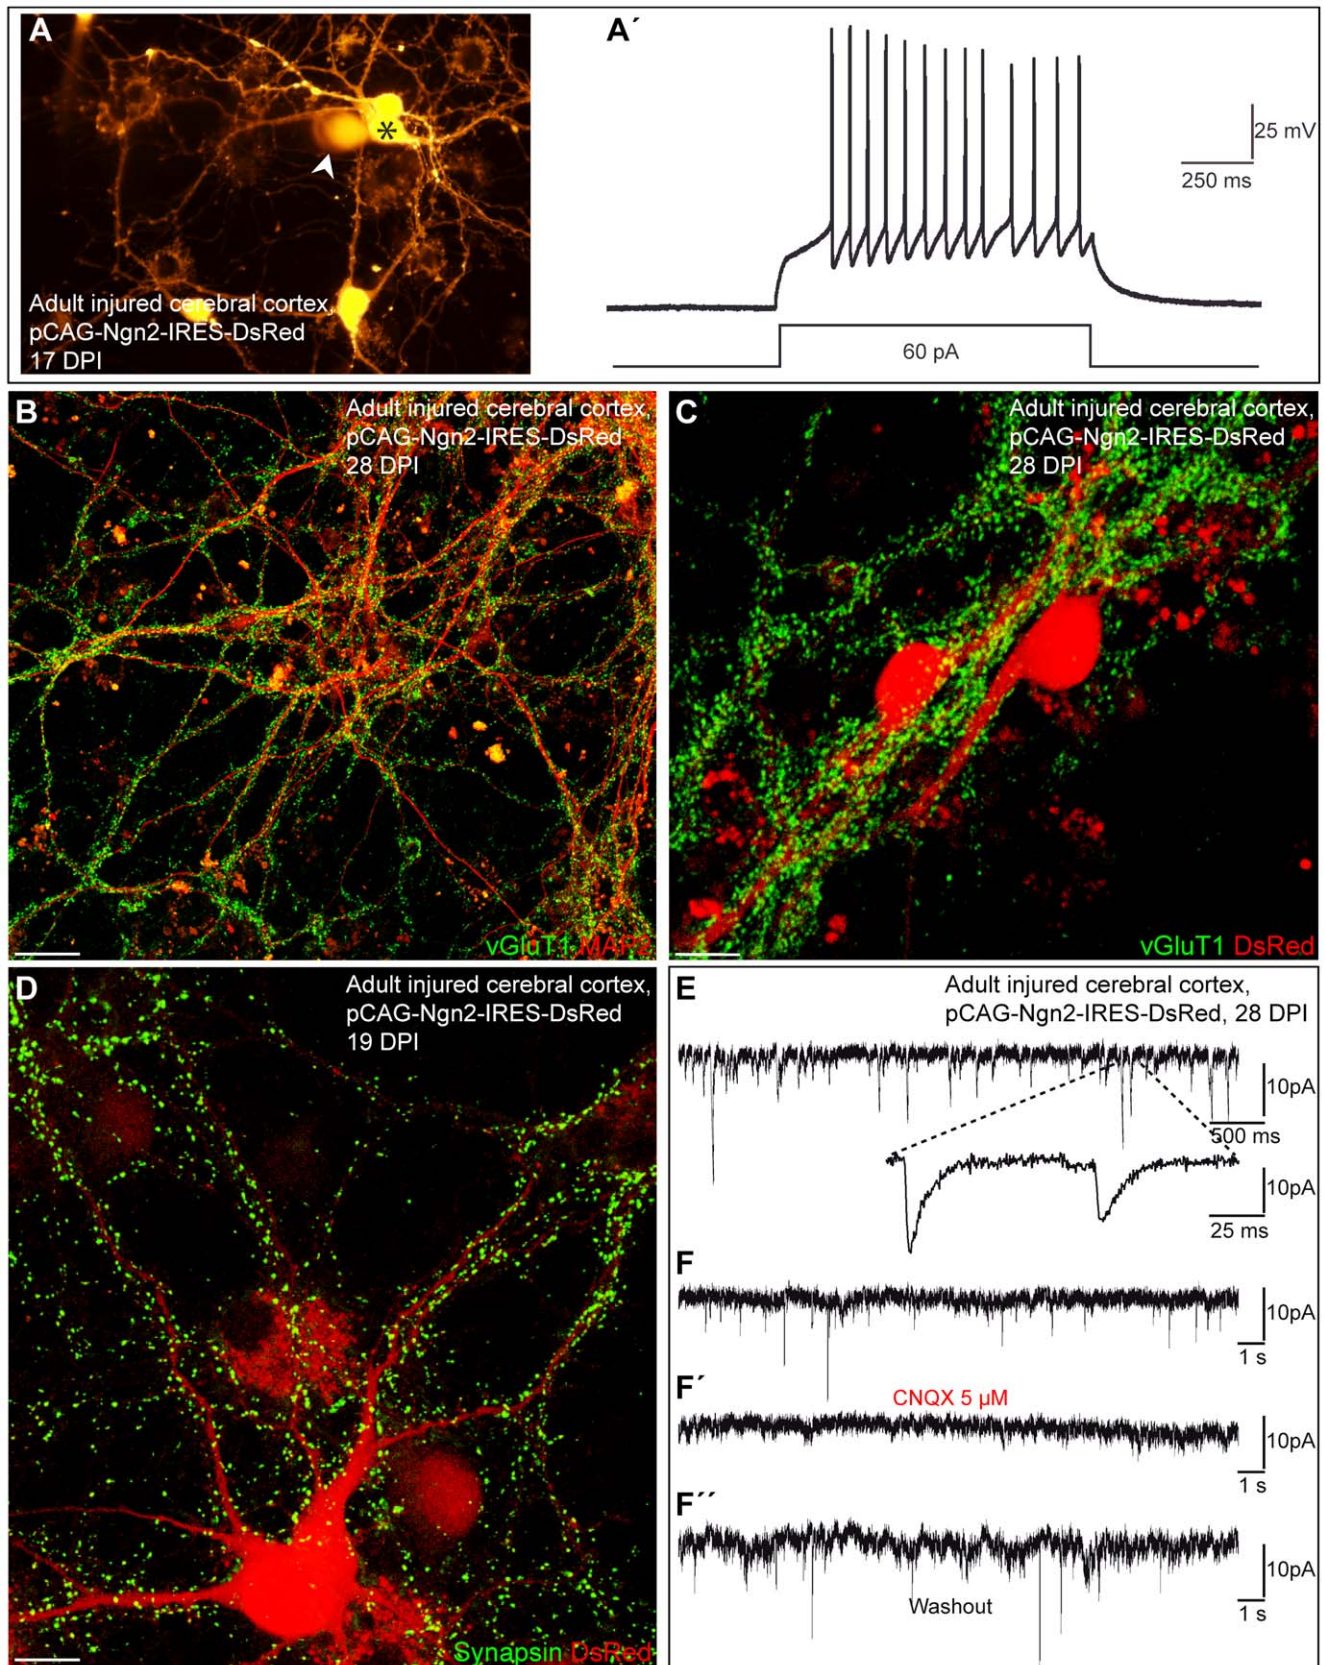 A
*
Adult injured cerebral cortex,
pCAG-Ngn2-IRES-DsRed
17 DPI
A´
25 mV
250 ms
60 pA
B
Adult injured cerebral cortex,
pCAG-Ngn2-IRES-DsRed
28 DPI
vGluT1 MAP2
C
Adult injured cerebral cortex,
pCAG-Ngn2-IRES-DsRed
28 DPI
vGluT1 DsRed
D
Adult injured cerebral cortex,
pCAG-Ngn2-IRES-DsRed
19 DPI
Synapsin DsRed
E
Adult injured cerebral cortex,
pCAG-Ngn2-IRES-DsRed, 28 DPI
10pA
500 ms
10pA
25 ms
F
10pA
1 s
F´
CNQX 5 µM
10pA
1 s
F´´
10pA
Washout
1 s